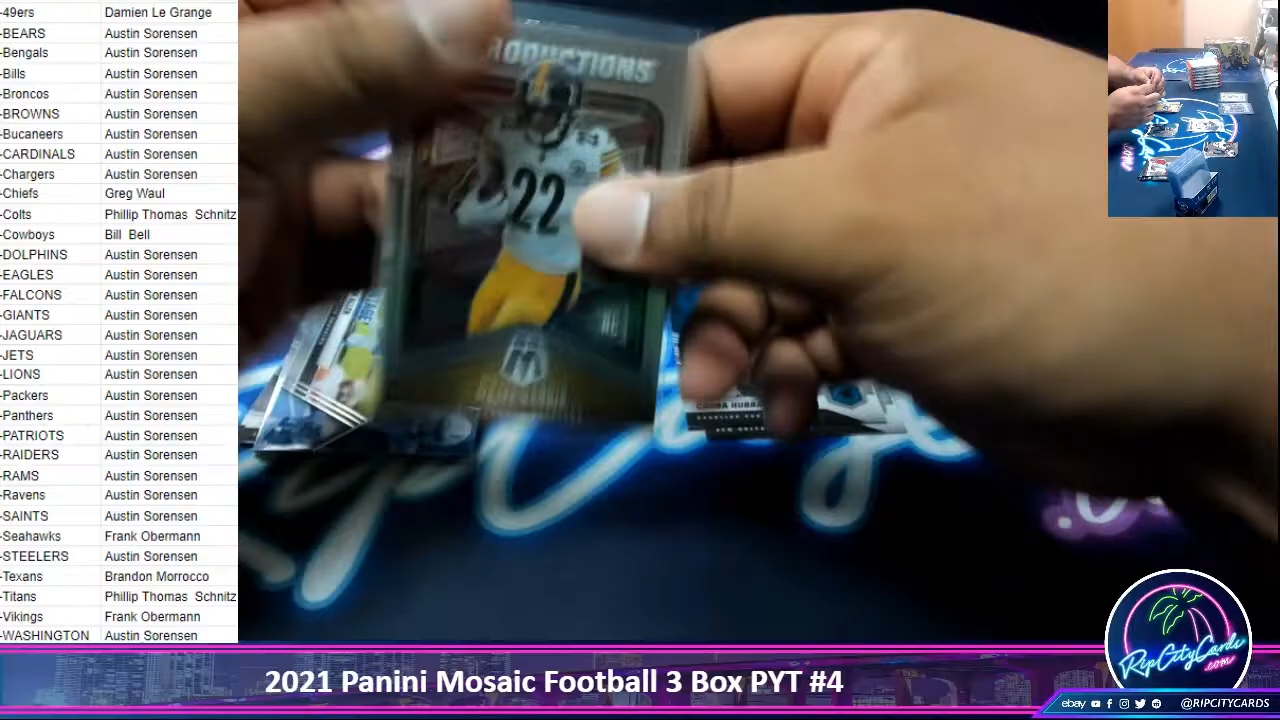 -49ers Damien Le Grange
-BEARS Austin Sorensen
-Bengals Austin Sorensen
-Bills Austin Sorensen
-Broncos Austin Sorensen
-BROWNS Austin Sorensen
-Bucaneers Austin Sorensen
-CARDINALS Austin Sorensen
-Chargers Austin Sorensen
-Chiefs Greg Waul
-Colts Phillip Thomas Schnitz
-Cowboys Bill Bell
-DOLPHINS Austin Sorensen
-EAGLES Austin Sorensen
-FALCONS Austin Sorensen
-GIANTS Austin Sorensen
-JAGUARS Austin Sorensen
-JETS Austin Sorensen
-LIONS Austin Sorensen
-Packers Austin Sorensen
-Panthers Austin Sorensen
-PATRIOTS Austin Sorensen
-RAIDERS Austin Sorensen
-RAMS Austin Sorensen
-Ravens Austin Sorensen
-SAINTS Austin Sorensen
-Seahawks Frank Obermann
-STEELERS Austin Sorensen
-Texans Brandon Morrocco
-Titans Phillip Thomas Schnitz
-Vikings Frank Obermann
-WASHINGTON Austin Sorensen
22
2021 Panini Mosaic Football 3 Box PYT #4
RipCityCards
.com
ebay @RIPCITYCARDS